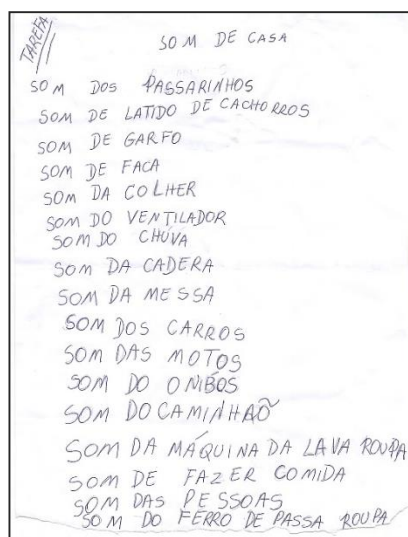 TAREFA
SOM DE CASA
SOM DOS PASSARINHOS
SOM DE LATIDO DE CACHORROS
SOM DE GARFO
SOM DE FACA
SOM DA COLHER
SOM DO VENTILADOR
SOM DO CHÚVA
SOM DA CADERA
SOM DA MESSA
SOM DOS CARROS
SOM DAS MOTOS
SOM DO ONIBOS
SOM DO CAMINHAÕ
SOM DA MÁQUINA DA LAVA ROUPA
SOM DE FAZER COMIDA
SOM DAS PESSOAS
SOM DO FERRO DE PASSA ROUPA